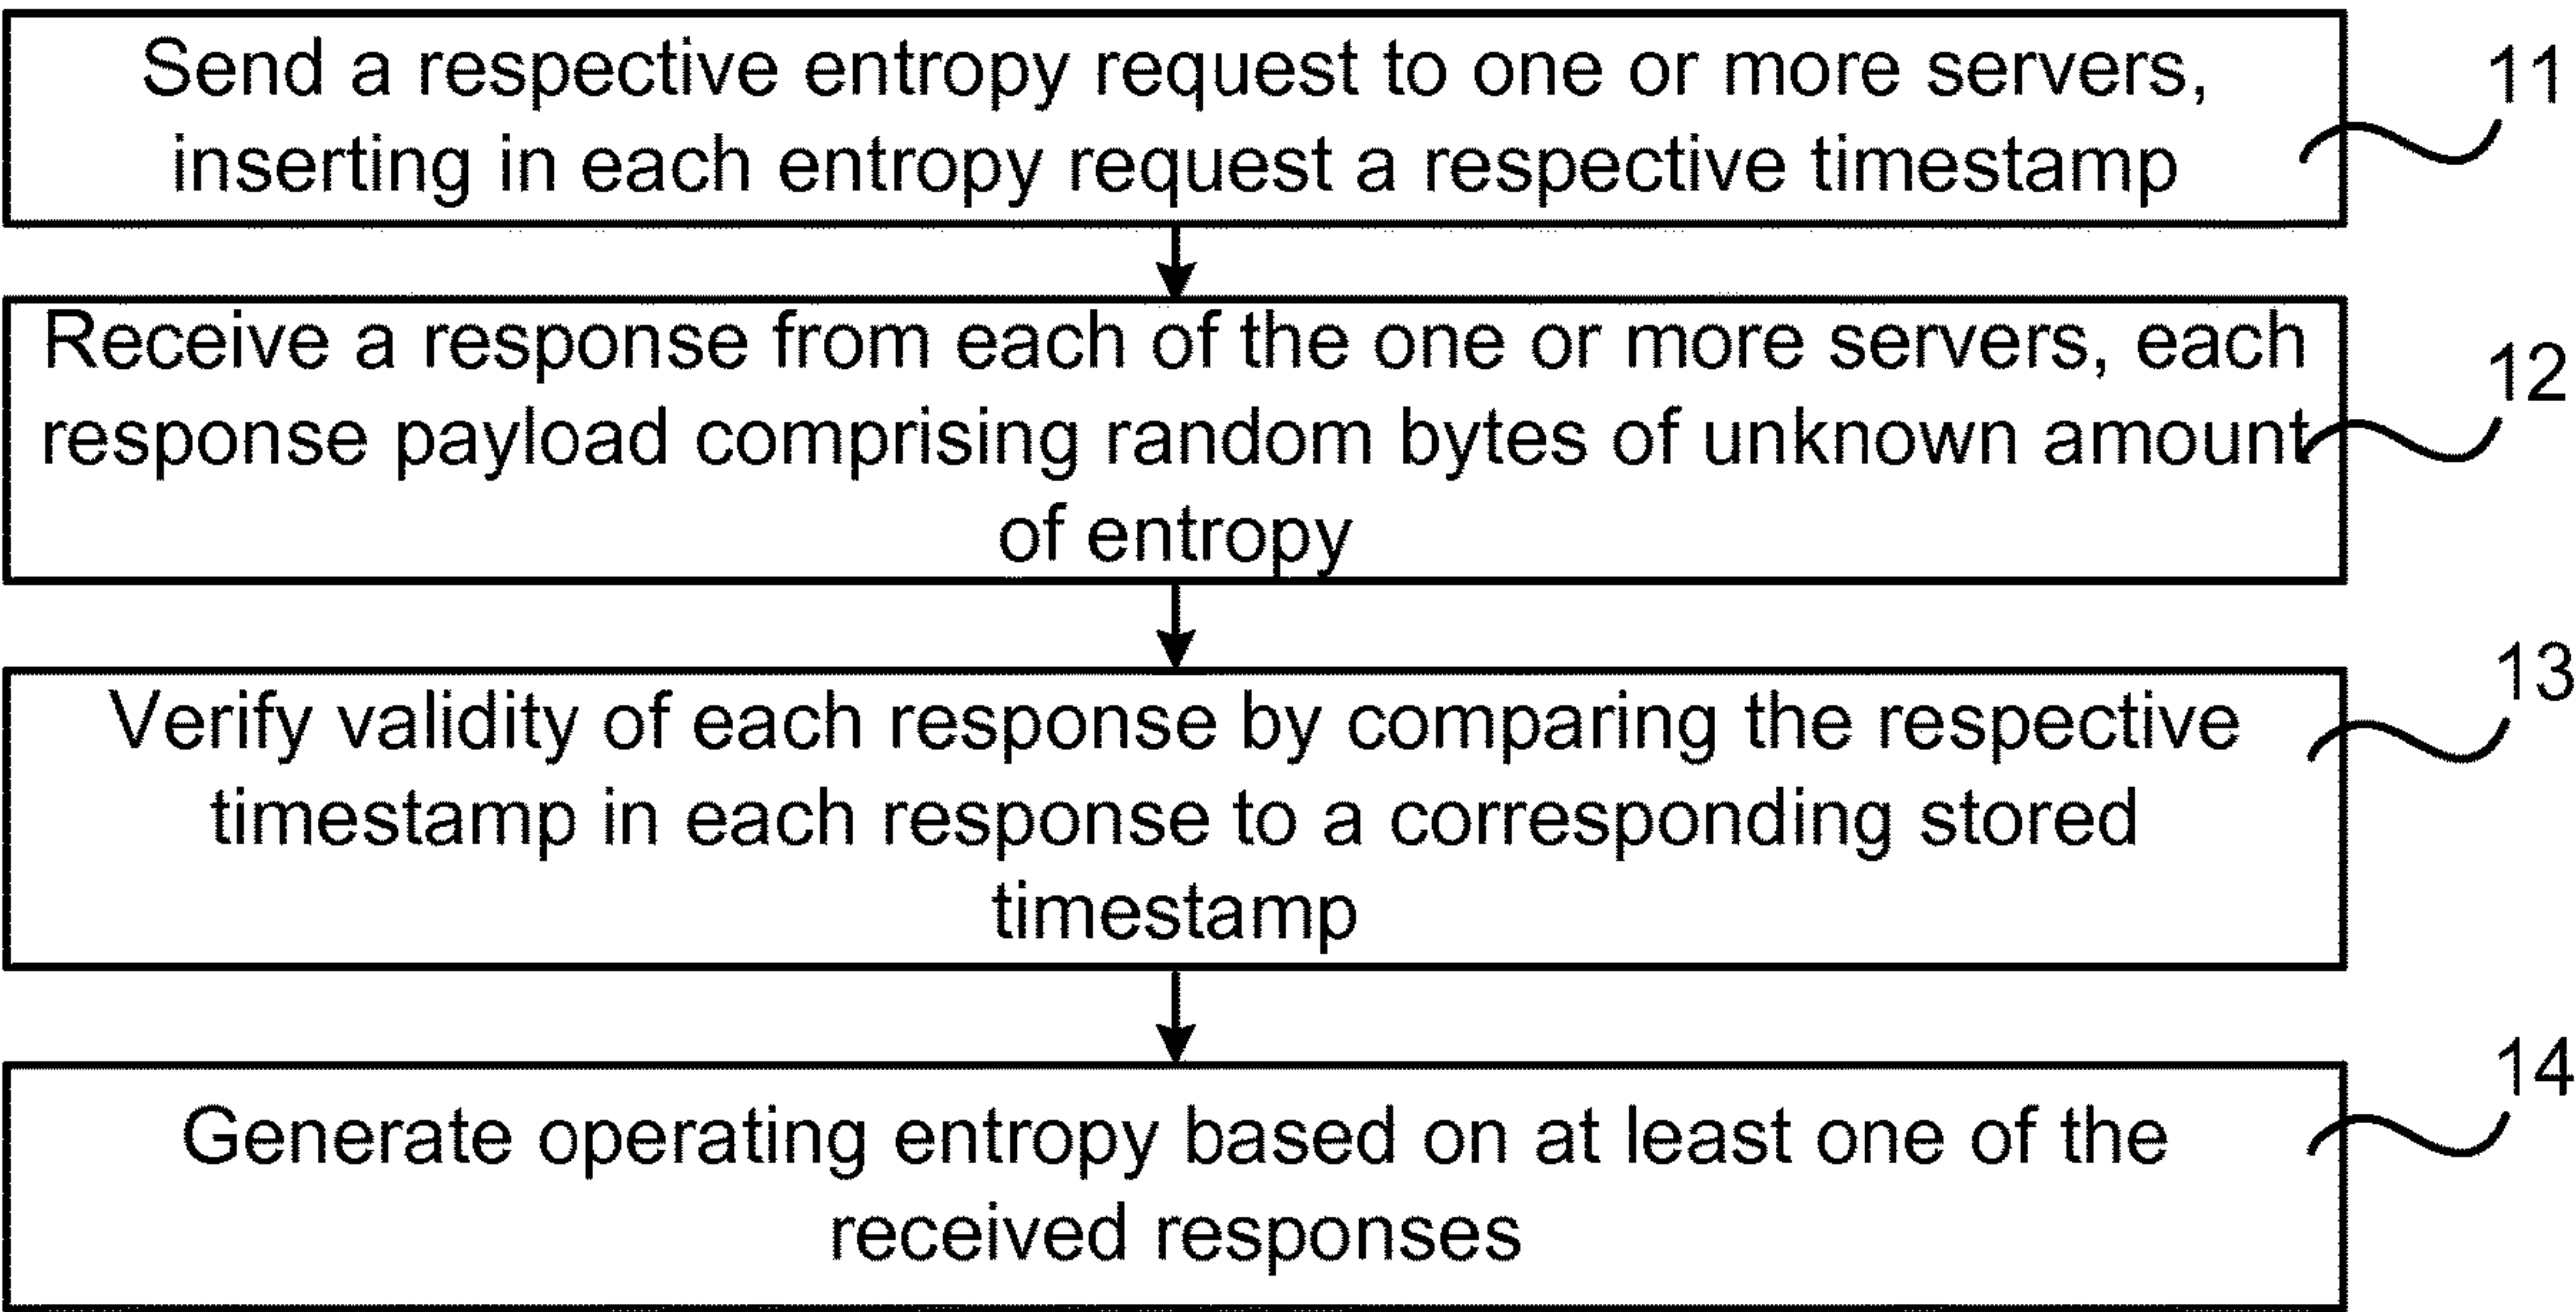 Send a respective entropy request to one or more servers,
inserting in each entropy request a respective timestamp
11
Receive a response from each of the one or more servers, each
response payload comprising random bytes of unknown amount
of entropy
12
Verify validity of each response by comparing the respective
timestamp in each response to a corresponding stored
timestamp
13
Generate operating entropy based on at least one of the
received responses
14